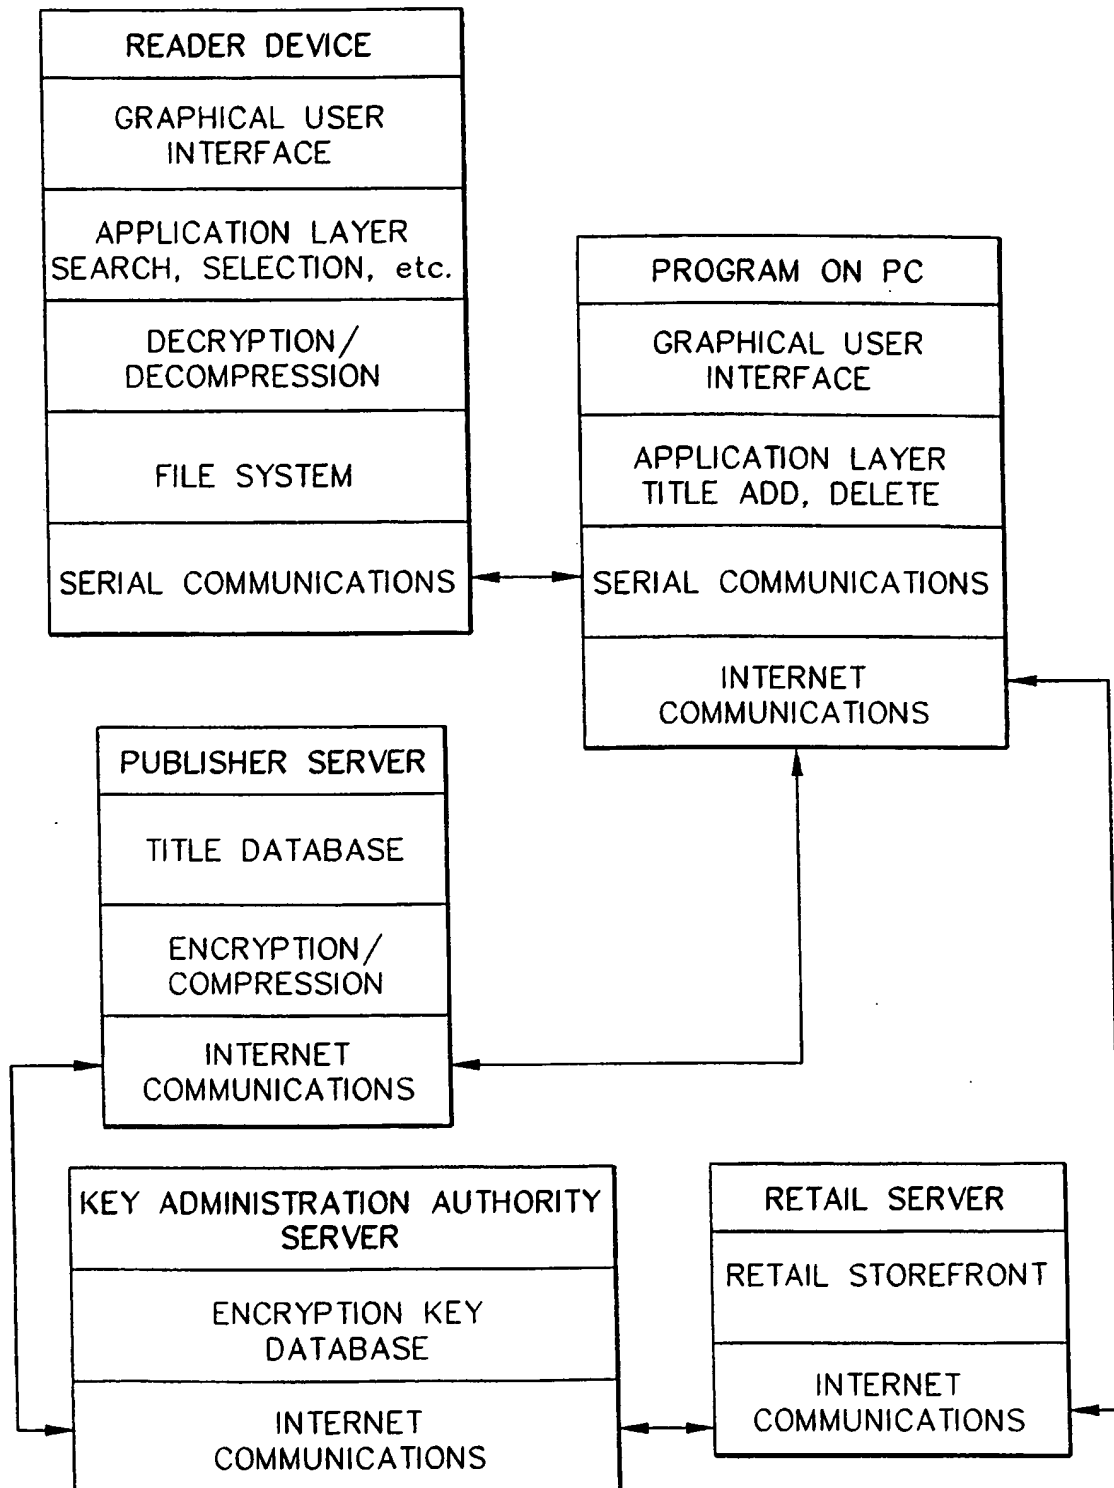 READER DEVICE
GRAPHICAL USER
INTERFACE
APPLICATION LAYER
SEARCH, SELECTION, etc.
DECRYPTION/
DECOMPRESSION
FILE SYSTEM
SERIAL COMMUNICATIONS
PROGRAM ON PC
GRAPHICAL USER
INTERFACE
APPLICATION LAYER
TITLE ADD, DELETE
SERIAL COMMUNICATIONS
INTERNET
COMMUNICATIONS
PUBLISHER SERVER
TITLE DATABASE
ENCRYPTION/
COMPRESSION
INTERNET
COMMUNICATIONS
KEY ADMINISTRATION AUTHORITY
SERVER
ENCRYPTION KEY
DATABASE
INTERNET
COMMUNICATIONS
RETAIL SERVER
RETAIL STOREFRONT
INTERNET
COMMUNICATIONS